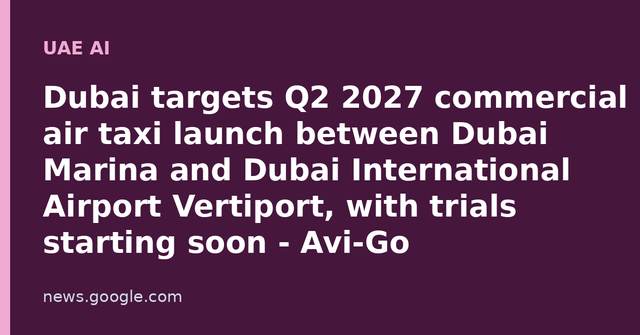 UAE AI
Dubai targets Q2 2027 commercial
air taxi launch between Dubai
Marina and Dubai International
Airport Vertiport, with trials
starting soon - Avi-Go
news.google.com